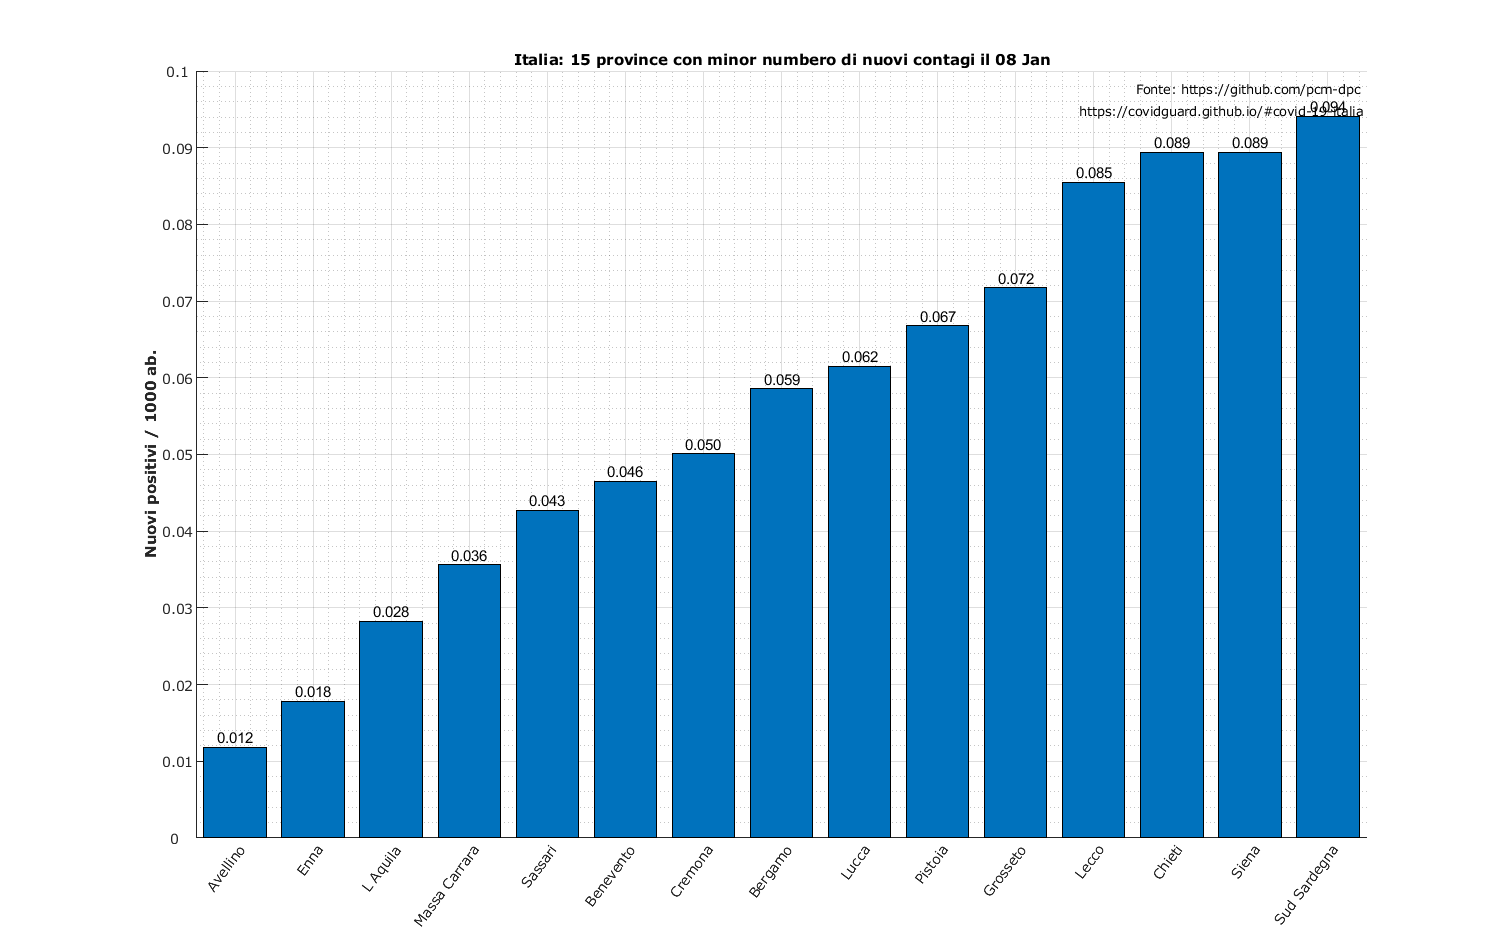 Italia: 15 province con minor numbero di nuovi contagi il 08 Jan
Fonte: https://github.com/pcm-dpc
https://covidguard.github.io/#covid-19-italia
Nuovi positivi / 1000 ab.
0.1
0.09
0.08
0.07
0.06
0.05
0.04
0.03
0.02
0.01
0
0.012
0.018
0.028
0.036
0.043
0.046
0.050
0.059
0.062
0.067
0.072
0.085
0.089
0.089
0.094
Avellino
Enna
L Aquila
Massa Carrara
Sassari
Benevento
Cremona
Bergamo
Lucca
Pistoia
Grosseto
Lecco
Chieti
Siena
Sud Sardegna